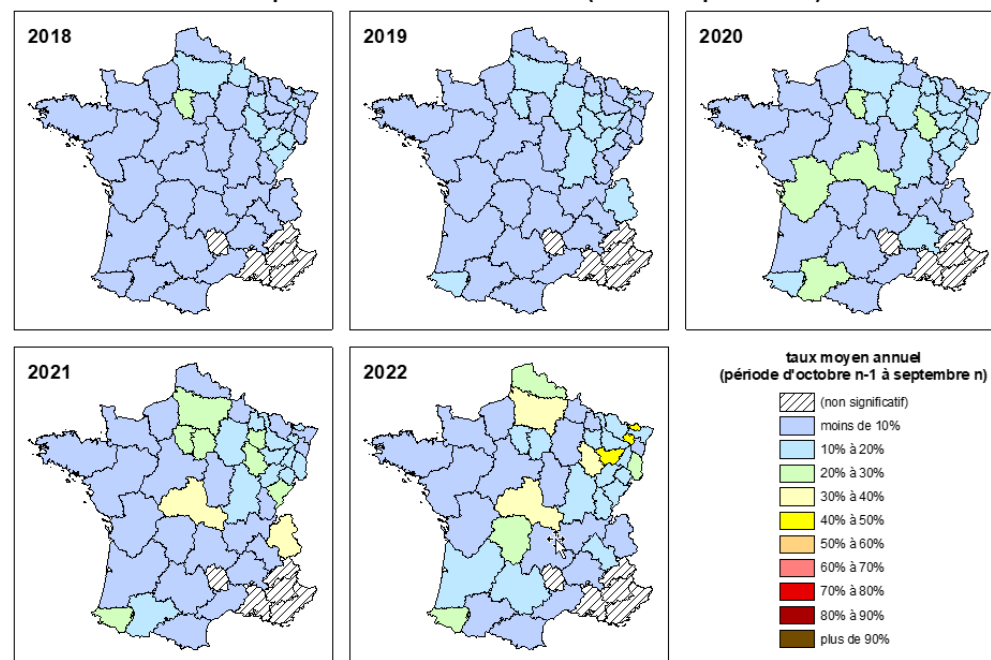 2018
2019
2020
2021
2022
taux moyen annuel
(période d'octobre n-1 à septembre n)
(non significatif)
moins de 10%
10% à 20%
20% à 30%
30% à 40%
40% à 50%
50% à 60%
60% à 70%
70% à 80%
80% à 90%
plus de 90%